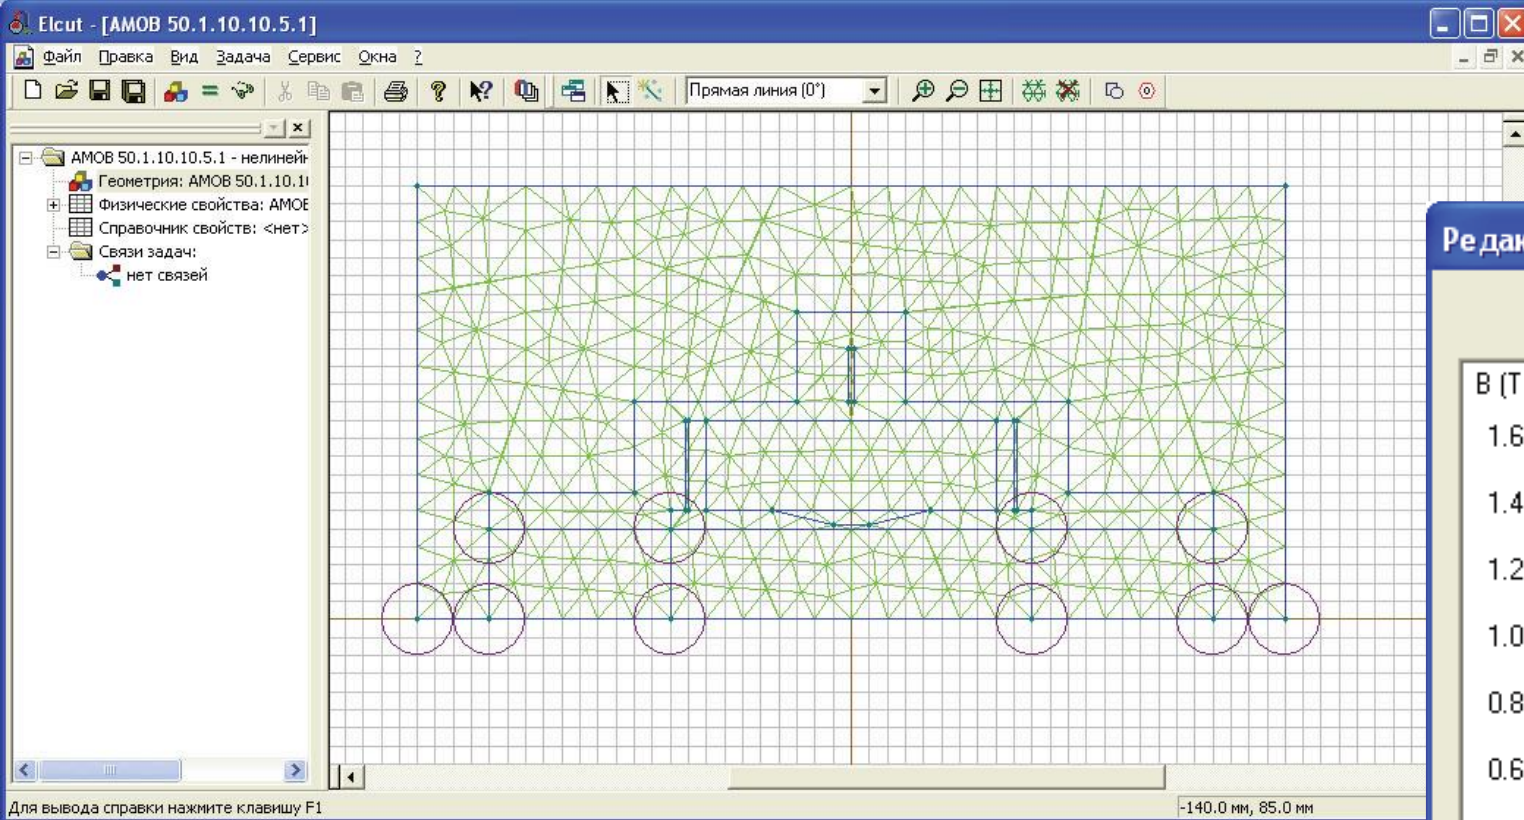 Elcut - [АМОВ 50.1.10.10.5.1]
Файл Правка Вид Задача Сервис Окна ?
Прямая линия (0°)
АМОВ 50.1.10.10.5.1 - нелинейн
Геометрия: АМОВ 50.1.10.1
Физические свойства: АМОВ
Справочник свойств: <нет>
Связи задач:
нет связей
Редак
B (Т
1.6
1.4
1.2
1.0
0.8
0.6
Для вывода справки нажмите клавишу F1
-140.0 мм, 85.0 мм